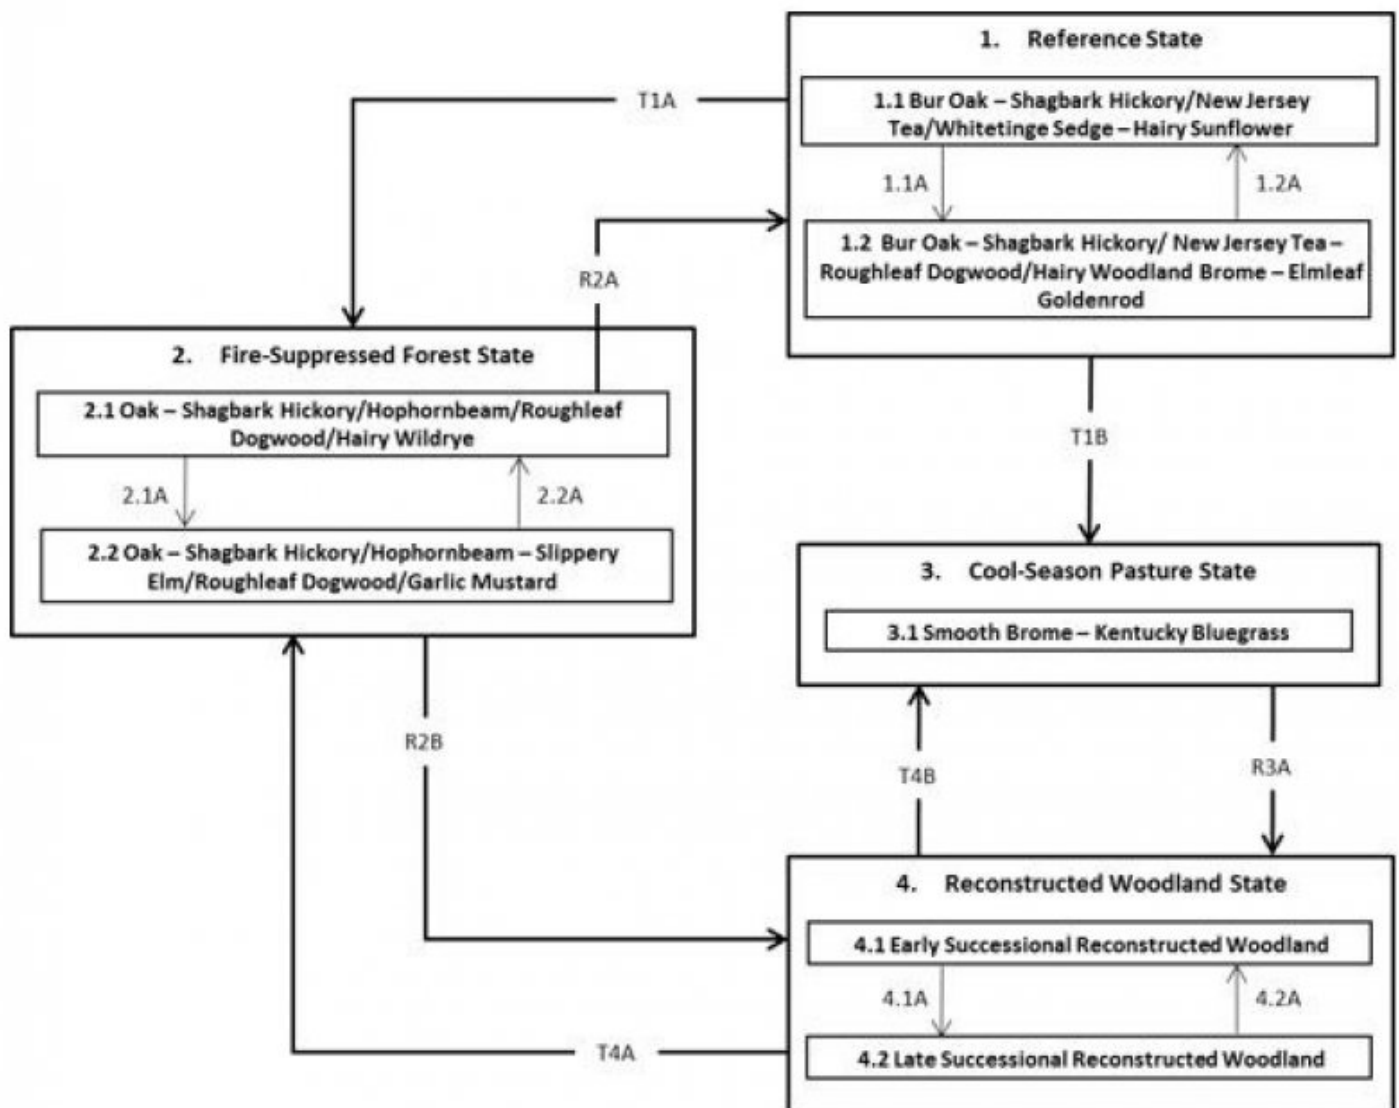 1. Reference State
1.1 Bur Oak – Shagbark Hickory/New Jersey
Tea/Whitetinge Sedge – Hairy Sunflower
T1A
1.1A
1.2A
1.2 Bur Oak – Shagbark Hickory/ New Jersey Tea –
Roughleaf Dogwood/Hairy Woodland Brome – Elmleaf
Goldenrod
R2A
2. Fire-Suppressed Forest State
2.1 Oak – Shagbark Hickory/Hophornbeam/Roughleaf
Dogwood/Hairy Wildrye
2.1A
2.2A
2.2 Oak – Shagbark Hickory/Hophornbeam – Slippery
Elm/Roughleaf Dogwood/Garlic Mustard
T1B
3. Cool-Season Pasture State
3.1 Smooth Brome – Kentucky Bluegrass
R2B
T4B
R3A
4. Reconstructed Woodland State
4.1 Early Successional Reconstructed Woodland
4.1A
4.2A
4.2 Late Successional Reconstructed Woodland
T4A